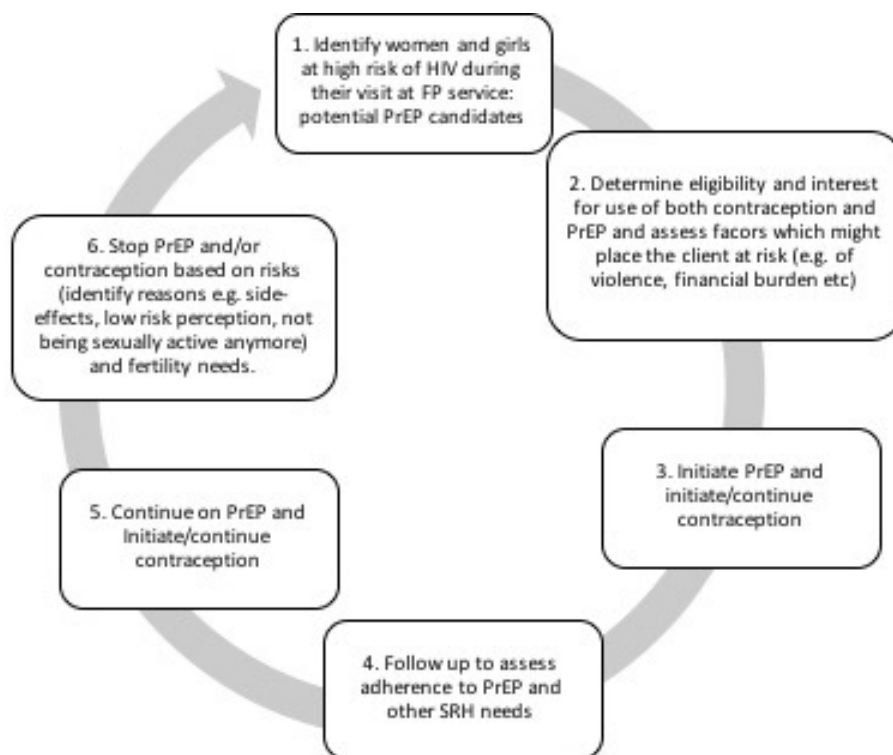 1. Identify women and girls
at high risk of HIV during
their visit at FP service:
potential PrEP candidates
2. Determine eligibility and interest
for use of both contraception and
PrEP and assess facors which might
place the client at risk (e.g. of
violence, financial burden etc)
3. Initiate PrEP and
initiate/continue
contraception
4. Follow up to assess
adherence to PrEP and
other SRH needs
5. Continue on PrEP and
Initiate/continue
contraception
6. Stop PrEP and/or
contraception based on risks
(identify reasons e.g. side-
effects, low risk perception, not
being sexually active anymore)
and fertility needs.